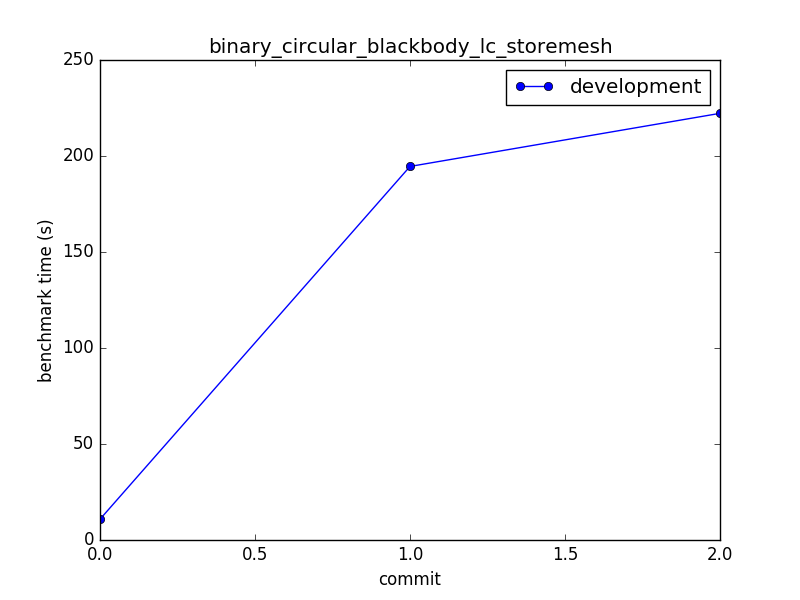 binary_circular_blackbody_lc_storemesh
development
250
200
150
100
50
0
benchmark time (s)
0.0 0.5 1.0 1.5 2.0
commit